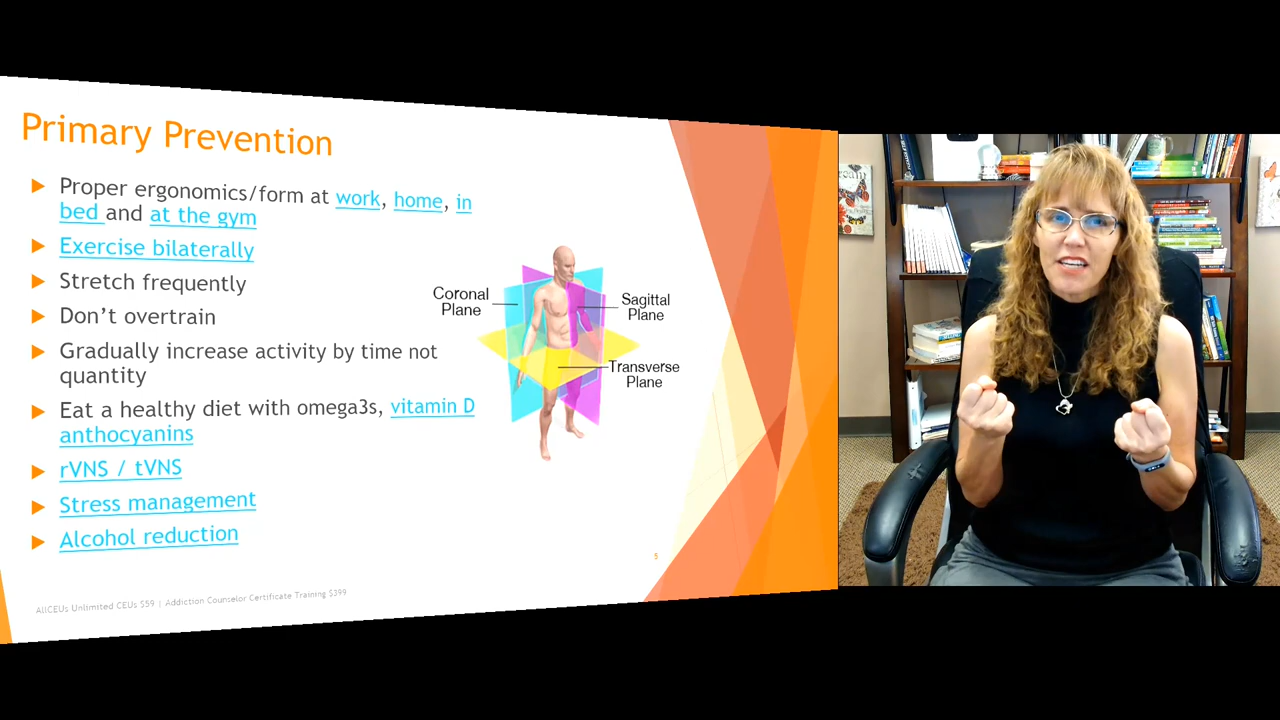 Primary Prevention
Proper ergonomics/form at work, home, in
bed and at the gym
Exercise bilaterally
Stretch frequently
Don’t overtrain
Gradually increase activity by time not
quantity
Eat a healthy diet with omega3s, vitamin D
anthocyanins
rVNS / tVNS
Stress management
Alcohol reduction
Coronal
Plane
Sagittal
Plane
Transverse
Plane
5
AllCEUs Unlimited CEUs $59 | Addiction Counselor Certificate Training $399